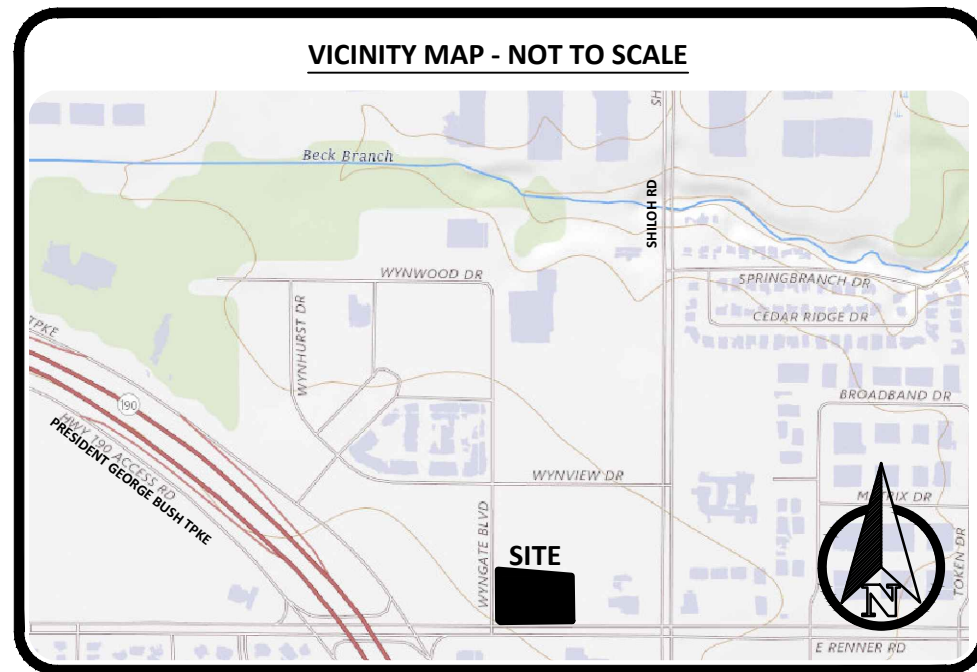 VICINITY MAP - NOT TO SCALE
SH
Beck Branch
SHILOH RD
WYNWOOD DR
SPRINGBRANCH DR
CEDAR RIDGE DR
WYNHURST DR
TPKE
190
HWY 190 ACCESS RD
PRESIDENT GEORGE BUSH TPKE
BROADBAND DR
WYNVIEW DR
WYNGATE BLVD
SITE
TOKEN DR
N
E RENNER RD